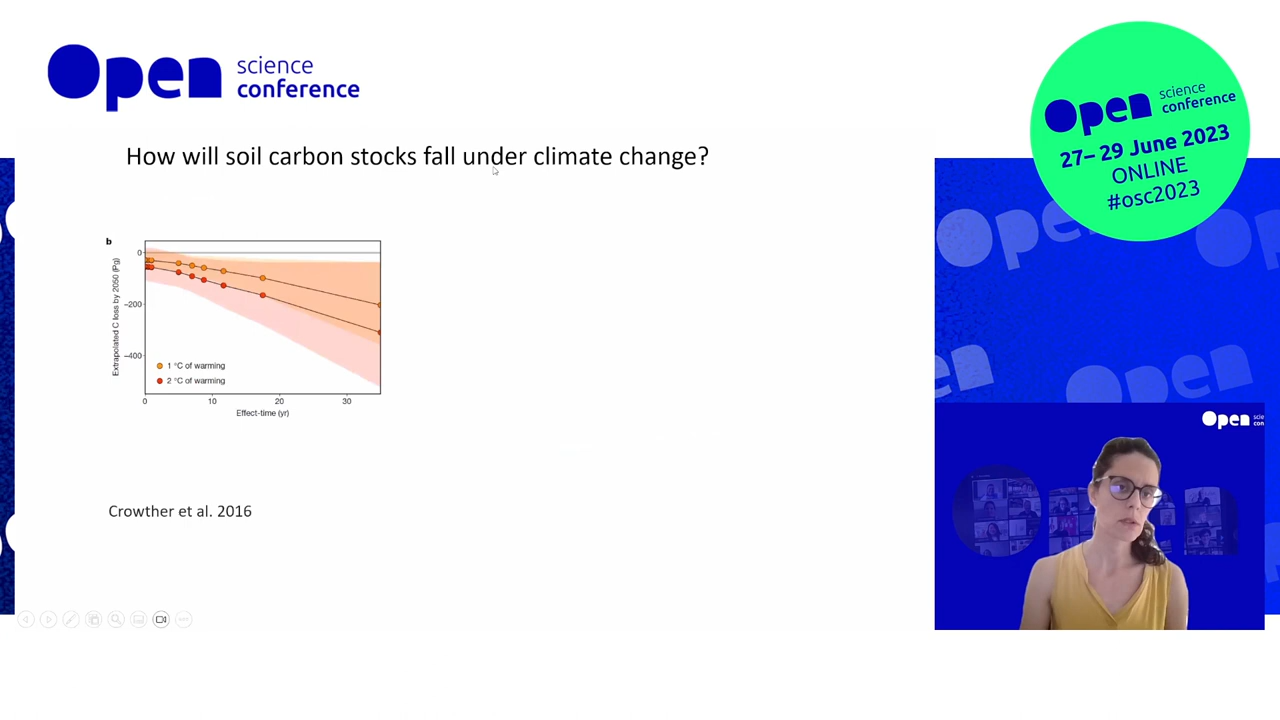 Open science
conference
Open science
conference
27– 29 June 2023
ONLINE
#osc2023
How will soil carbon stocks fall under climate change?
b
Extrapolated C loss by 2050 (Pg)
0
−200
−400
1 °C of warming
2 °C of warming
0
10
20
30
Effect-time (yr)
Crowther et al. 2016
Open scie
con